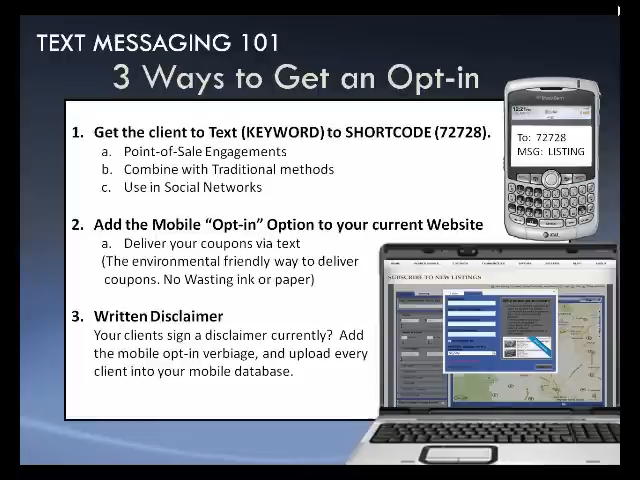 TEXT MESSAGING 101
3 Ways to Get an Opt-in
1. Get the client to Text (KEYWORD) to SHORTCODE (72728).
a. Point-of-Sale Engagements
b. Combine with Traditional methods
c. Use in Social Networks
2. Add the Mobile “Opt-in” Option to your current Website
a. Deliver your coupons via text
(The environmental friendly way to deliver
coupons. No Wasting ink or paper)
3. Written Disclaimer
Your clients sign a disclaimer currently? Add
the mobile opt-in verbiage, and upload every
client into your mobile database.
To: 72728
MSG: LISTING
at&t
SUBSCRIBE TO NEW LISTINGS